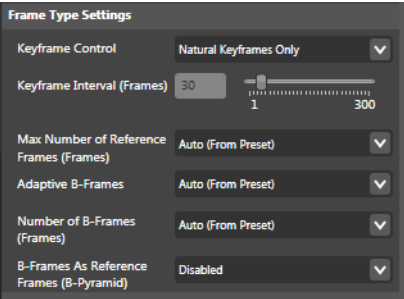 Frame Type Settings
Keyframe Control Natural Keyframes Only
Keyframe Interval (Frames) 30
1 300
Max Number of Reference
Frames (Frames) Auto (From Preset)
Adaptive B-Frames Auto (From Preset)
Number of B-Frames
(Frames) Auto (From Preset)
B-Frames As Reference
Frames (B-Pyramid) Disabled